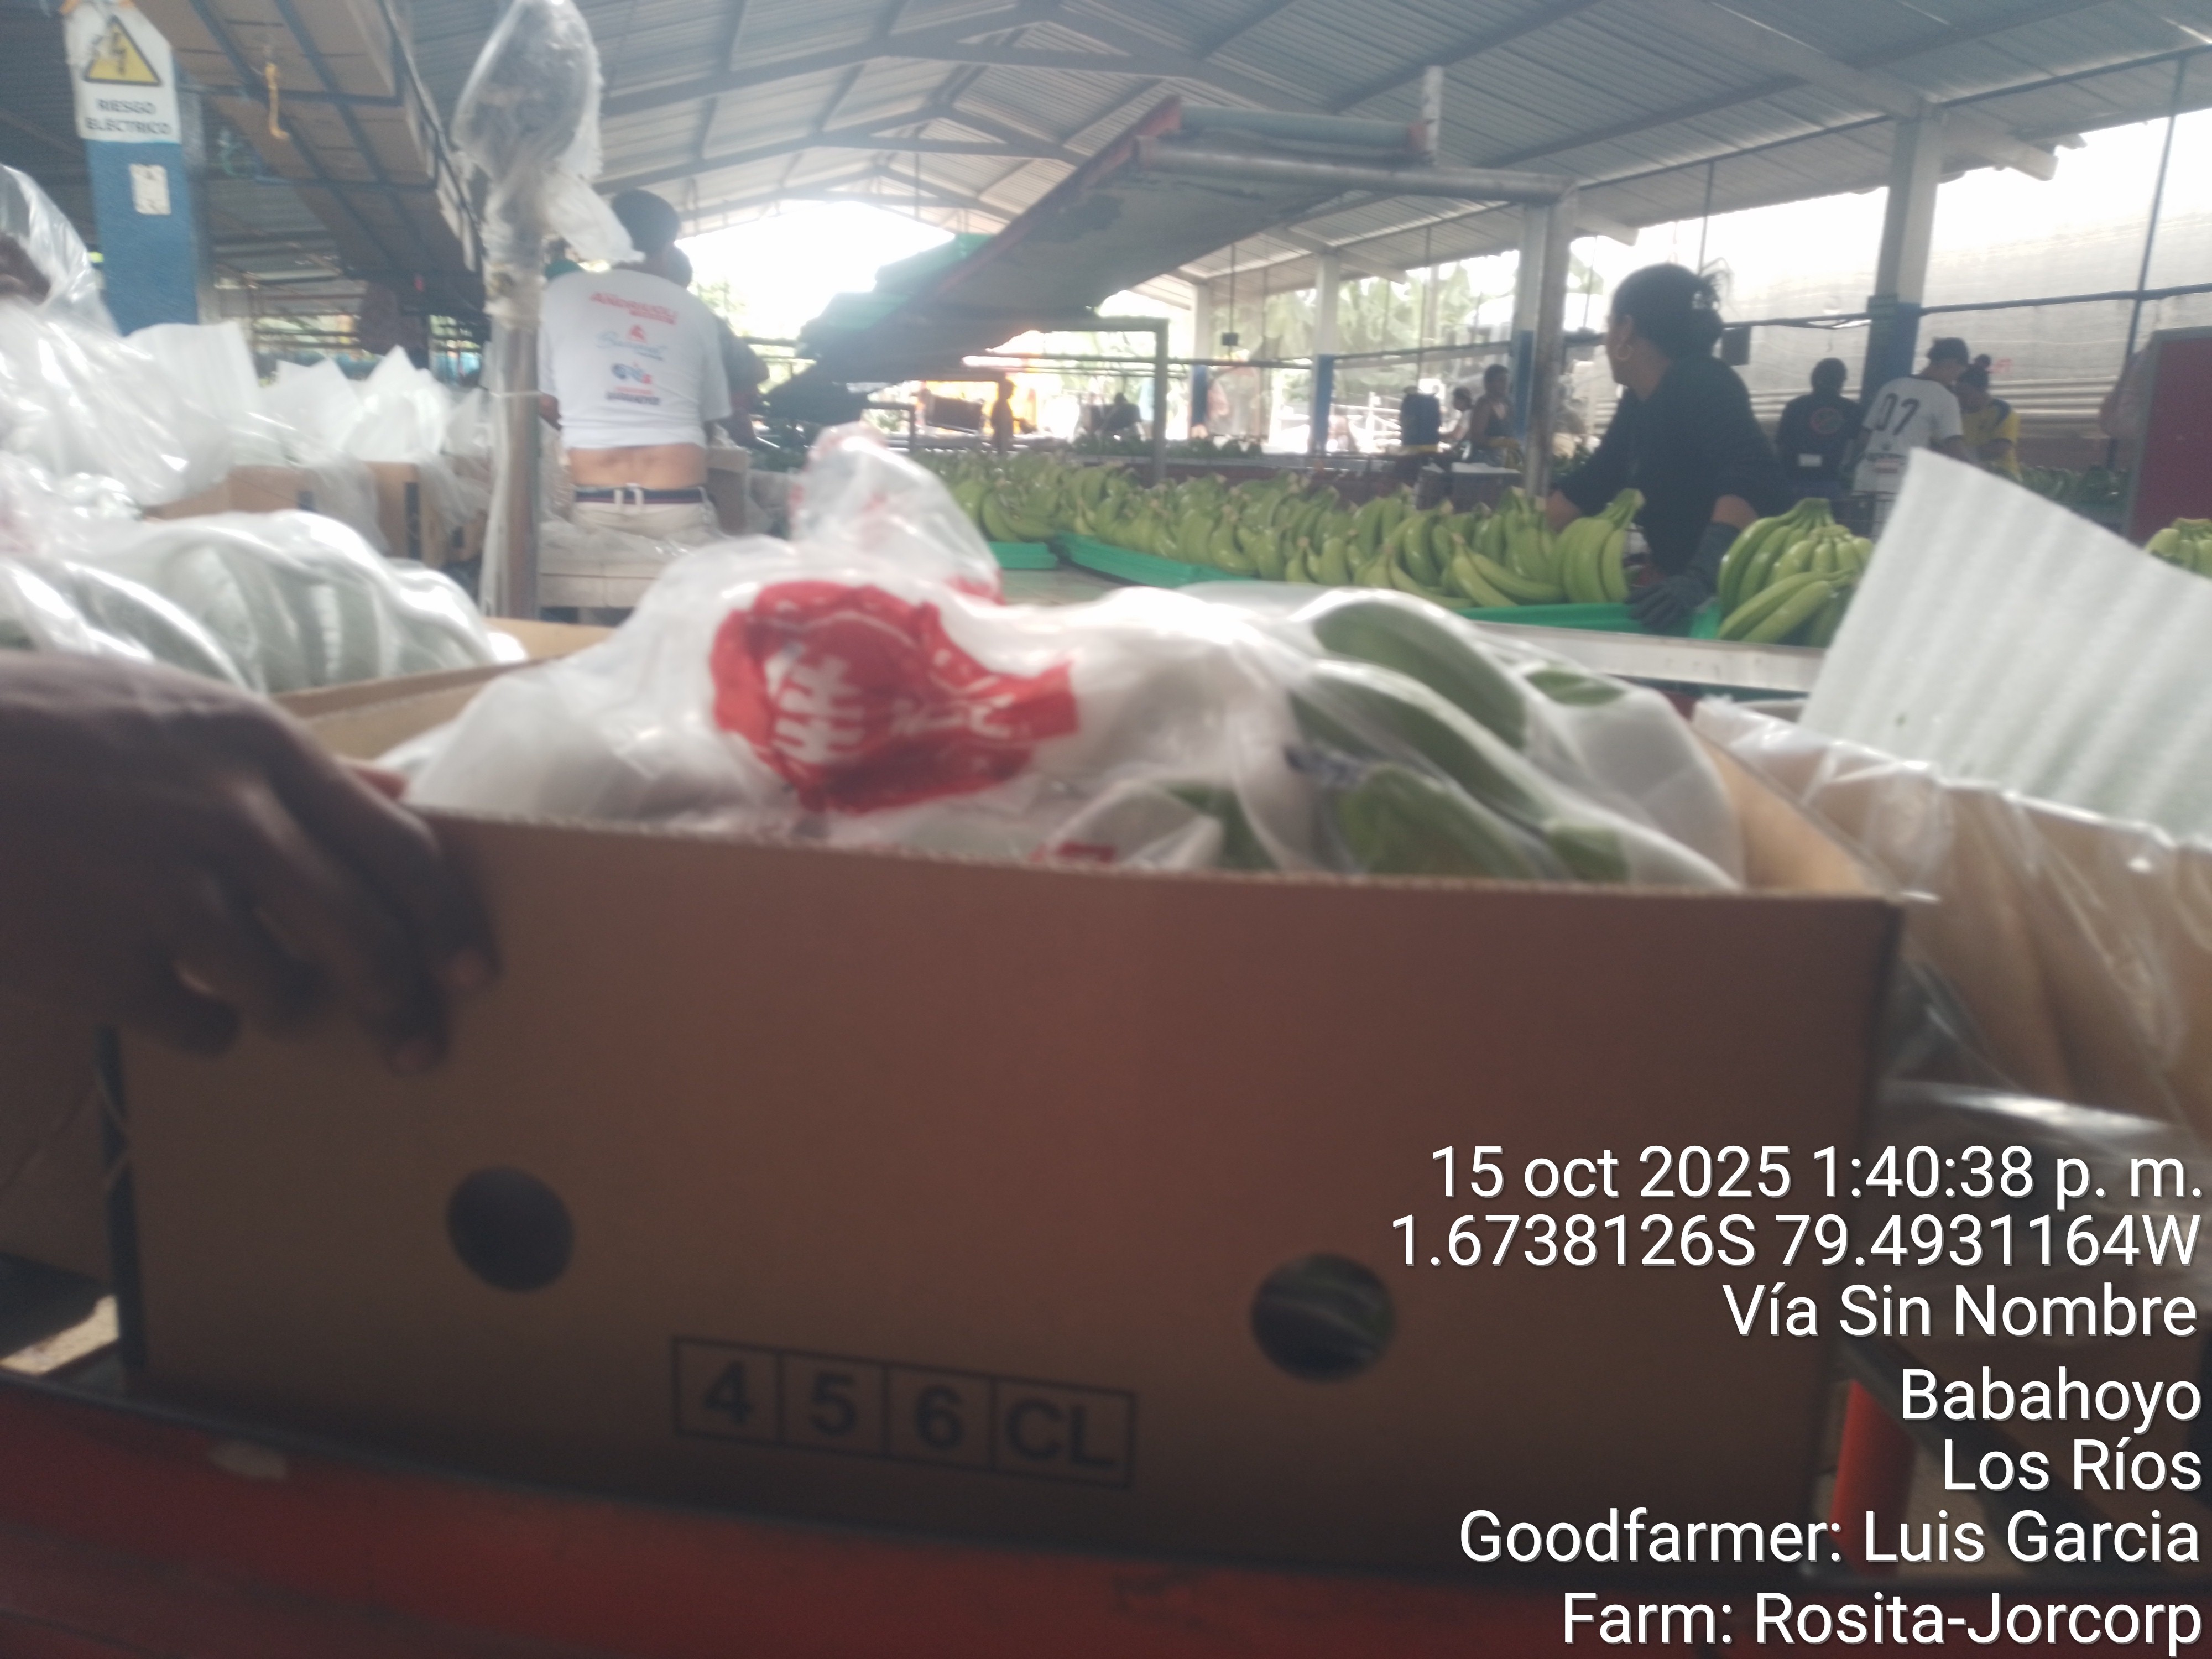 RIESGO
ELÉCTRICO
07
4 5 6 CL
15 oct 2025 1:40:38 p. m.
1.6738126S 79.4931164W
Vía Sin Nombre
Babahoyo
Los Ríos
Goodfarmer: Luis Garcia
Farm: Rosita-Jorcorp